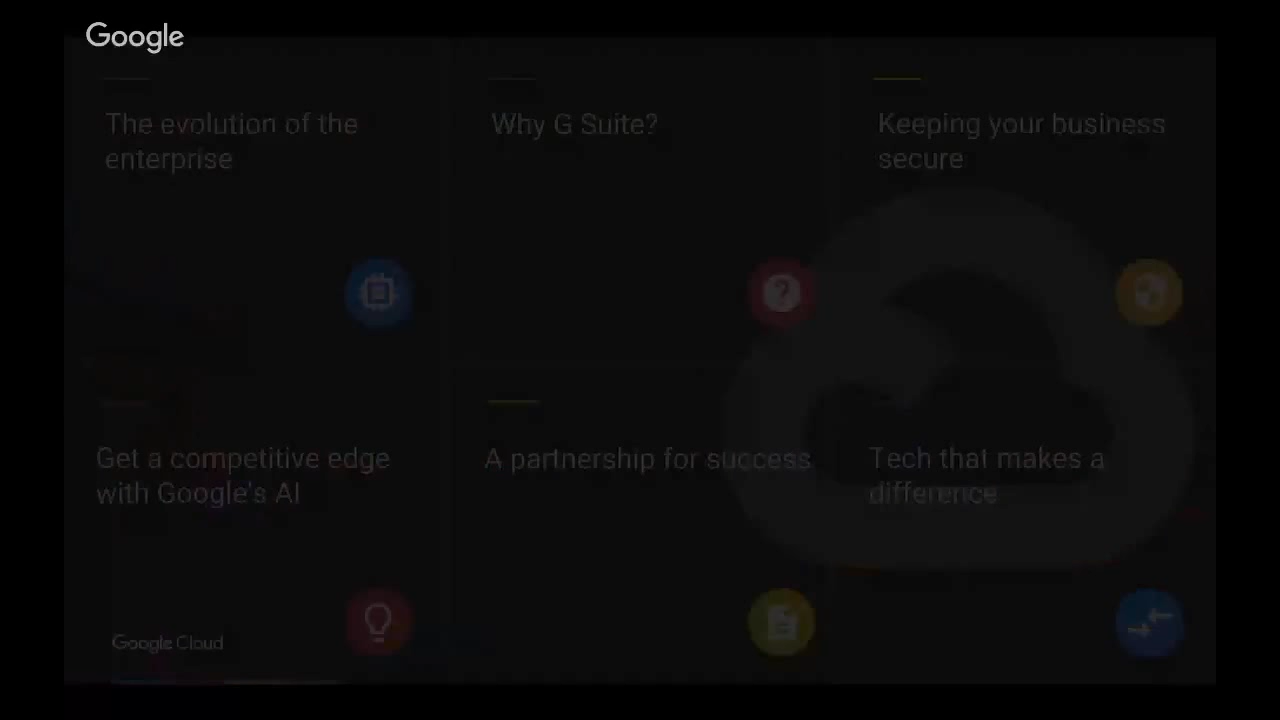 Google
The evolution of the
enterprise
Why G Suite?
Keeping your business
secure
Get a competitive edge
with Google's AI
A partnership for success
Tech that makes a
difference
Google Cloud